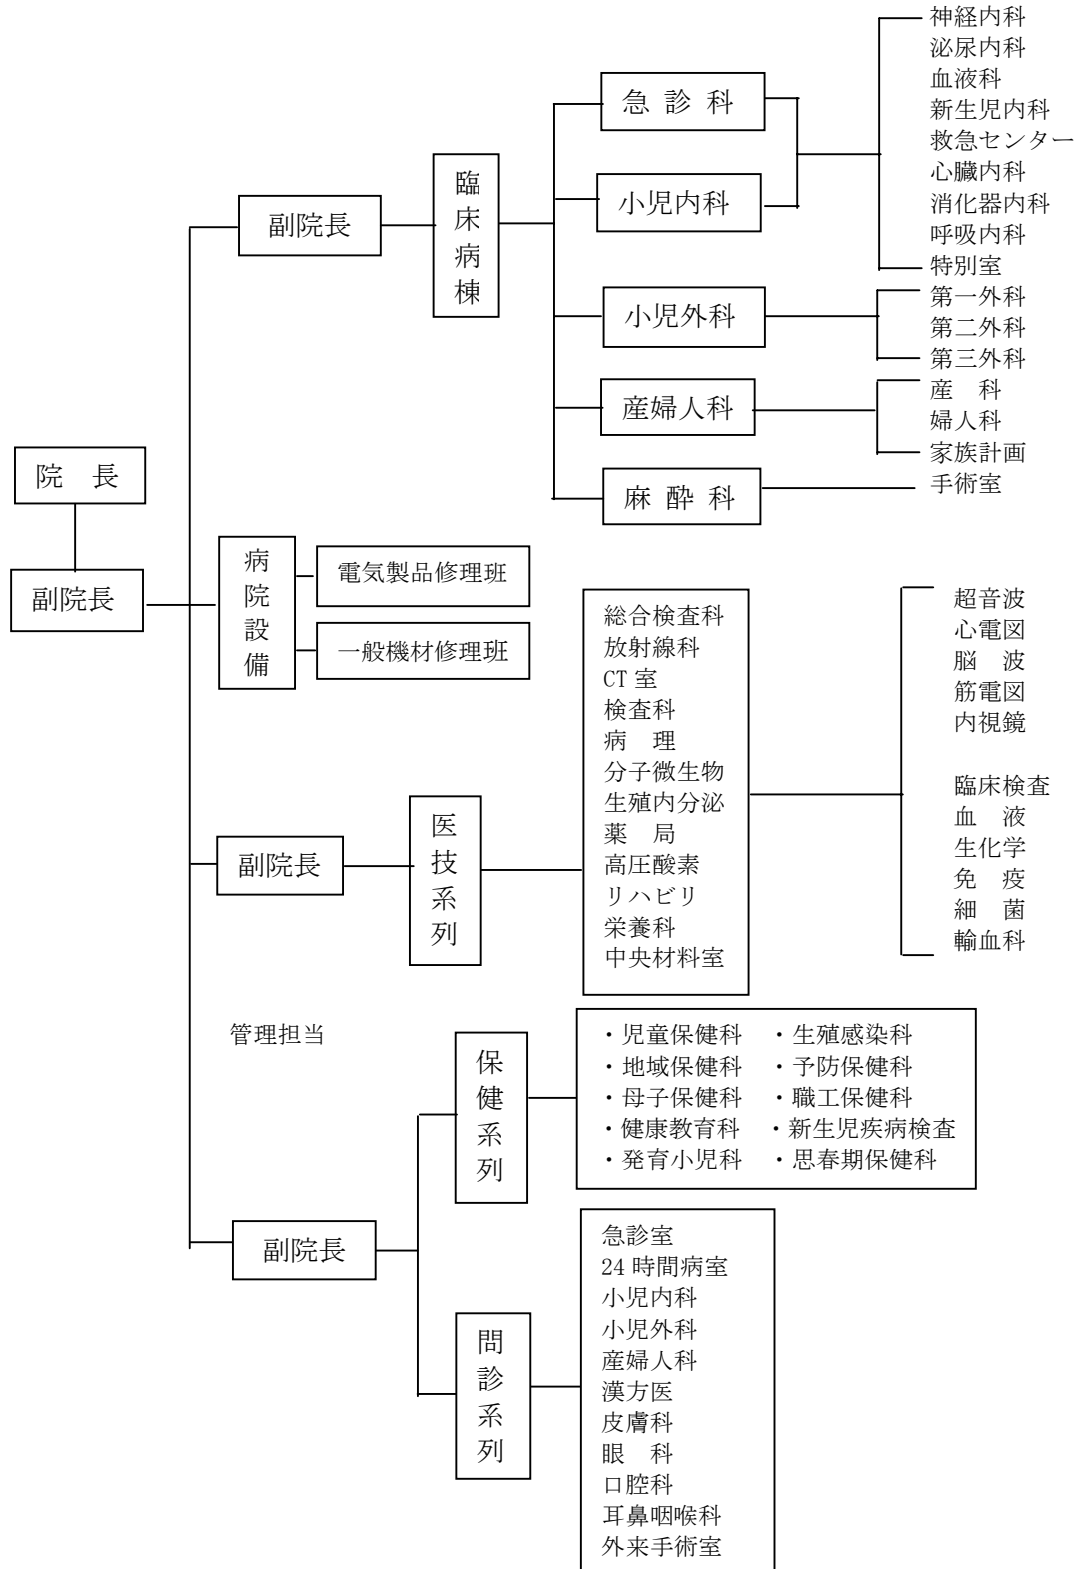 院　長
副院長
副院長
臨床病棟
急 診 科
小児内科
小児外科
産婦人科
麻 酔 科
神経内科
泌尿内科
血液科
新生児内科
救急センター
心臓内科
消化器内科
呼吸内科
特別室
第一外科
第二外科
第三外科
産　科
婦人科
家族計画
手術室
病院設備
電気製品修理班
一般機材修理班
副院長
医技系列
総合検査科
放射線科
CT 室
検査科
病　理
分子微生物
生殖内分泌
薬　局
高圧酸素
リハビリ
栄養科
中央材料室
超音波
心電図
脳　波
筋電図
内視鏡
臨床検査
血　液
生化学
免　疫
細　菌
輸血科
管理担当
副院長
保健系列
・児童保健科　・生殖感染科
・地域保健科　・予防保健科
・母子保健科　・職工保健科
・健康教育科　・新生児疾病検査
・発育小児科　・思春期保健科
問診系列
急診室
24 時間病室
小児内科
小児外科
産婦人科
漢方医
皮膚科
眼　科
口腔科
耳鼻咽喉科
外来手術室